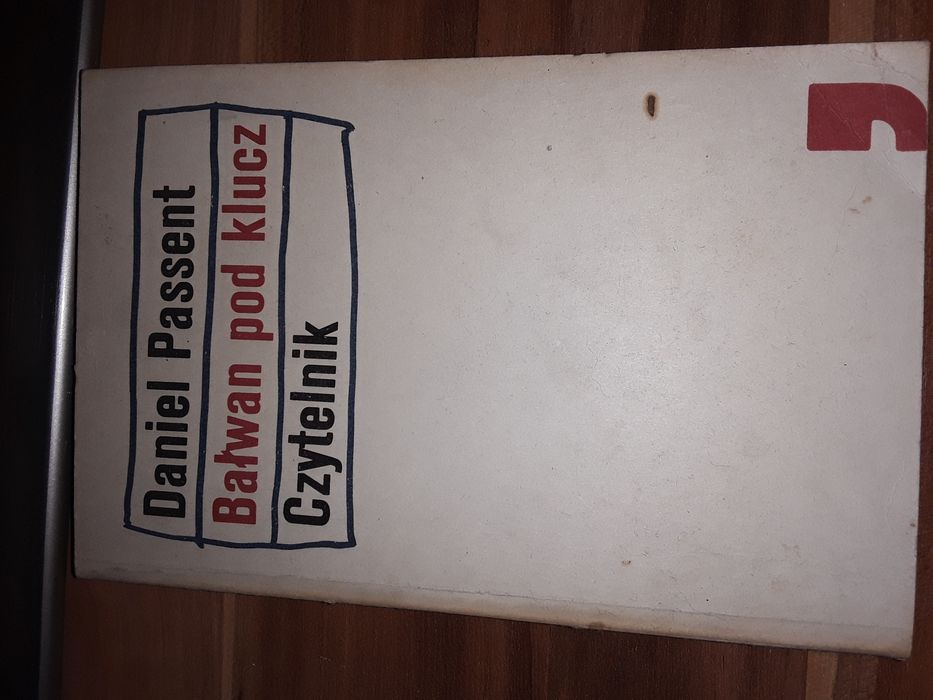 Daniel Passent
Bałwan pod klucz
Czytelnik